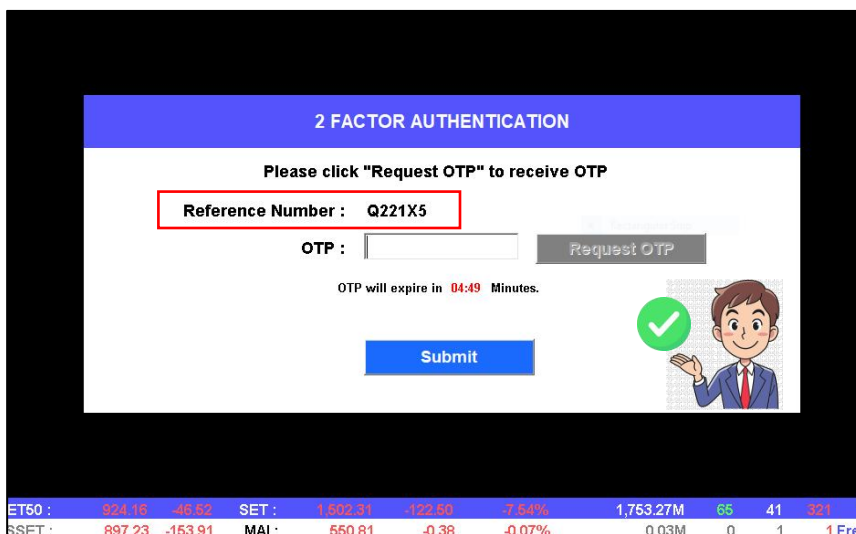 2 FACTOR AUTHENTICATION
Please click "Request OTP" to receive OTP
Reference Number : Q221X5
OTP : Request OTP
OTP will expire in 04:49 Minutes.
Submit
ET50 : 924.16 -46.52 SET : 1,602.31 -122.50 -7.54% 1,753.27M 65 41 321
SSET : 897.23 -153.91 MAI : 550.81 -0.38 -0.07% 0.03M 0 1 1 Fre